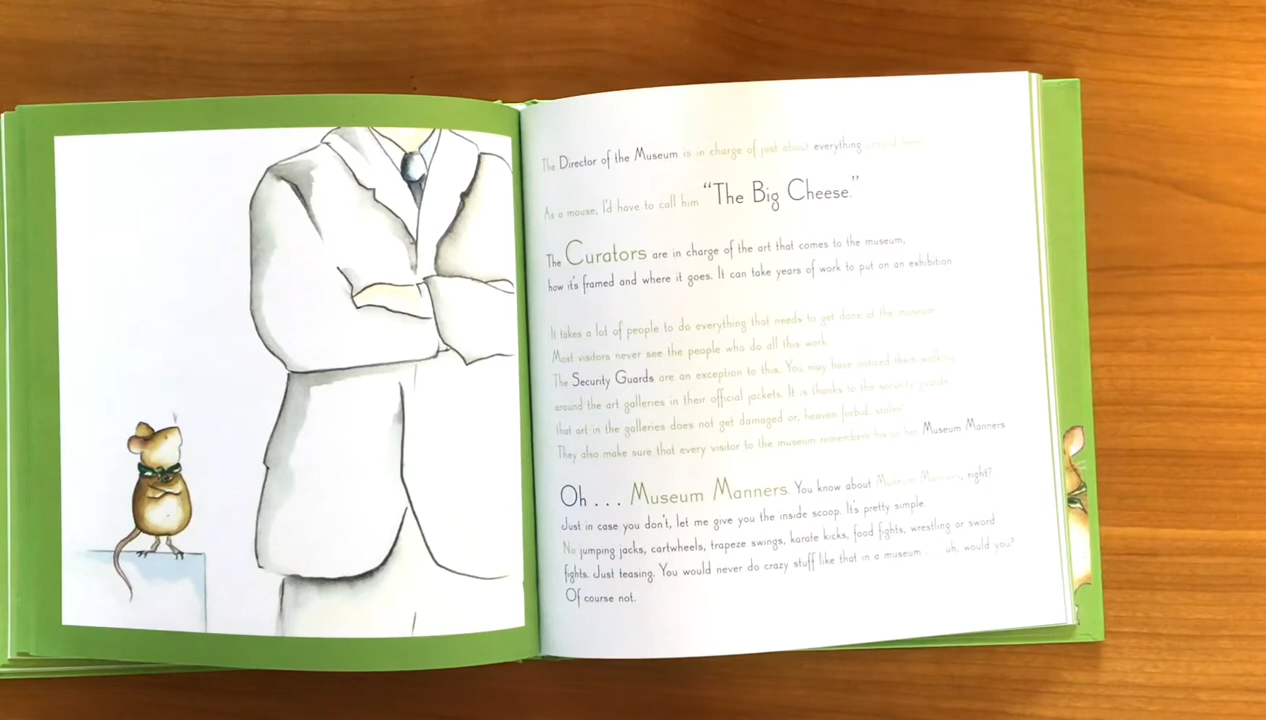 The Director of the Museum is in charge of just about everything around here.
As a mouse, I'd have to call him "The Big Cheese."
The Curators are in charge of the art that comes to the museum,
how it's framed and where it goes. It can take years of work to put on an exhibition
It takes a lot of people to do everything that needs to get done at the museum
Most visitors never see the people who do all this work
The Security Guards are an exception to this. You may have noticed them walking
around the art galleries in their official jackets. It is thanks to the security guards
that art in the galleries does not get damaged or, heaven forbid, stolen!
They also make sure that every visitor to the museum remembers his or her Museum Manners
Oh . . . Museum Manners. You know about Museum Manners, right?
Just in case you don't, let me give you the inside scoop. It's pretty simple.
No jumping jacks, cartwheels, trapeze swings, karate kicks, food fights, wrestling or sword
fights. Just teasing. You would never do crazy stuff like that in a museum . . . uh, would you?
Of course not.